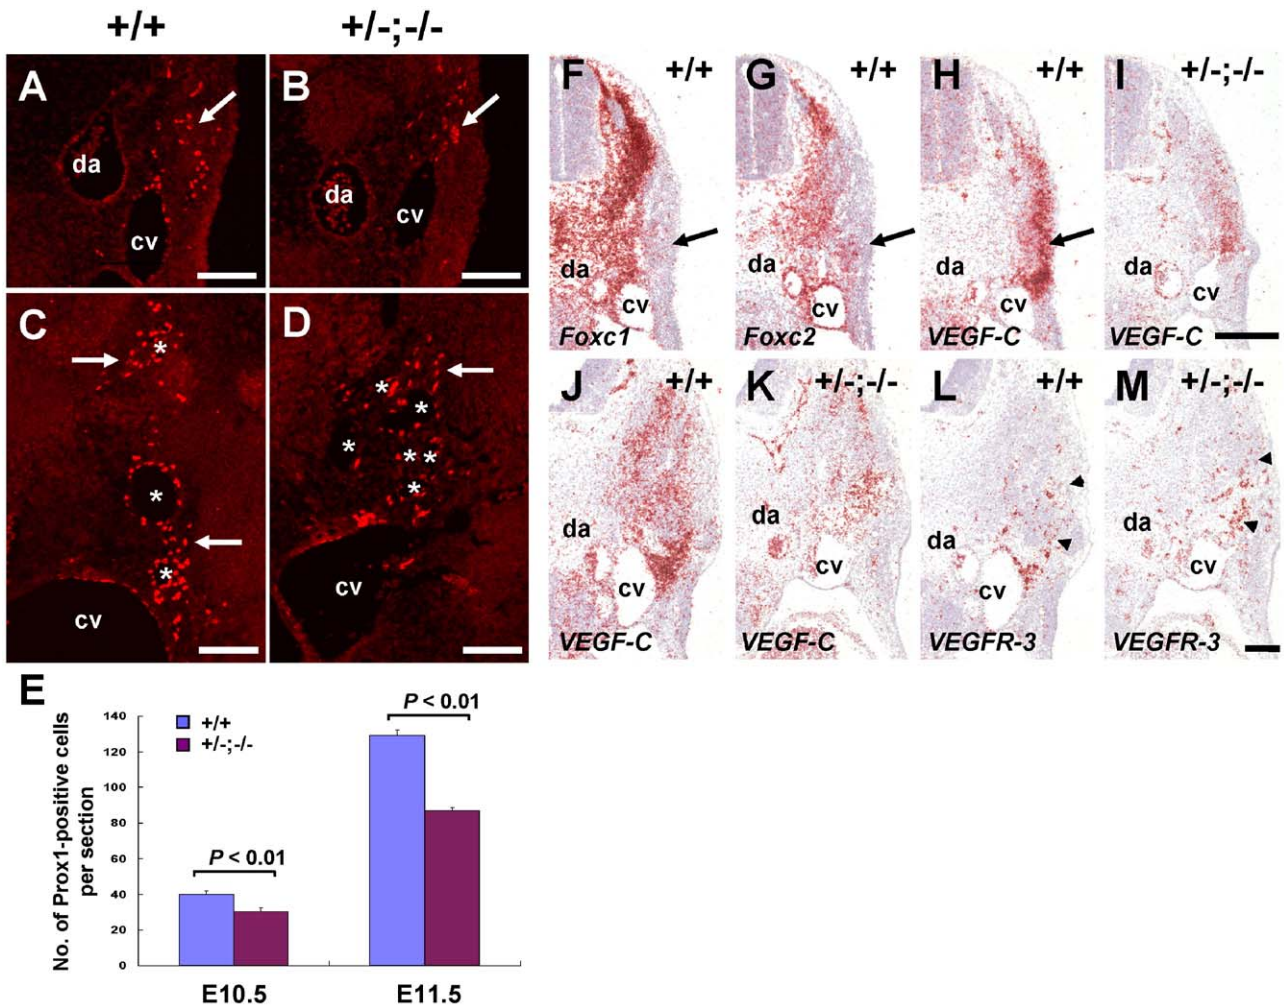 +/+
+/-;-/-
A
da
cv
B
da
cv
C
*
*
*
cv
D
*
*
*
*
*
*
cv
F
+/+
da
cv
Foxc1
G
+/+
da
cv
Foxc2
H
+/+
da
cv
VEGF-C
I
+/-;-/-
da
cv
VEGF-C
J
+/+
da
cv
VEGF-C
K
+/-;-/-
da
cv
VEGF-C
L
+/+
da
cv
VEGFR-3
M
+/-;-/-
da
cv
VEGFR-3
E
No. of Prox1-positive cells
per section
140
120
100
80
60
40
20
0
+/+
+/-;-/-
P < 0.01
P < 0.01
E10.5
E11.5